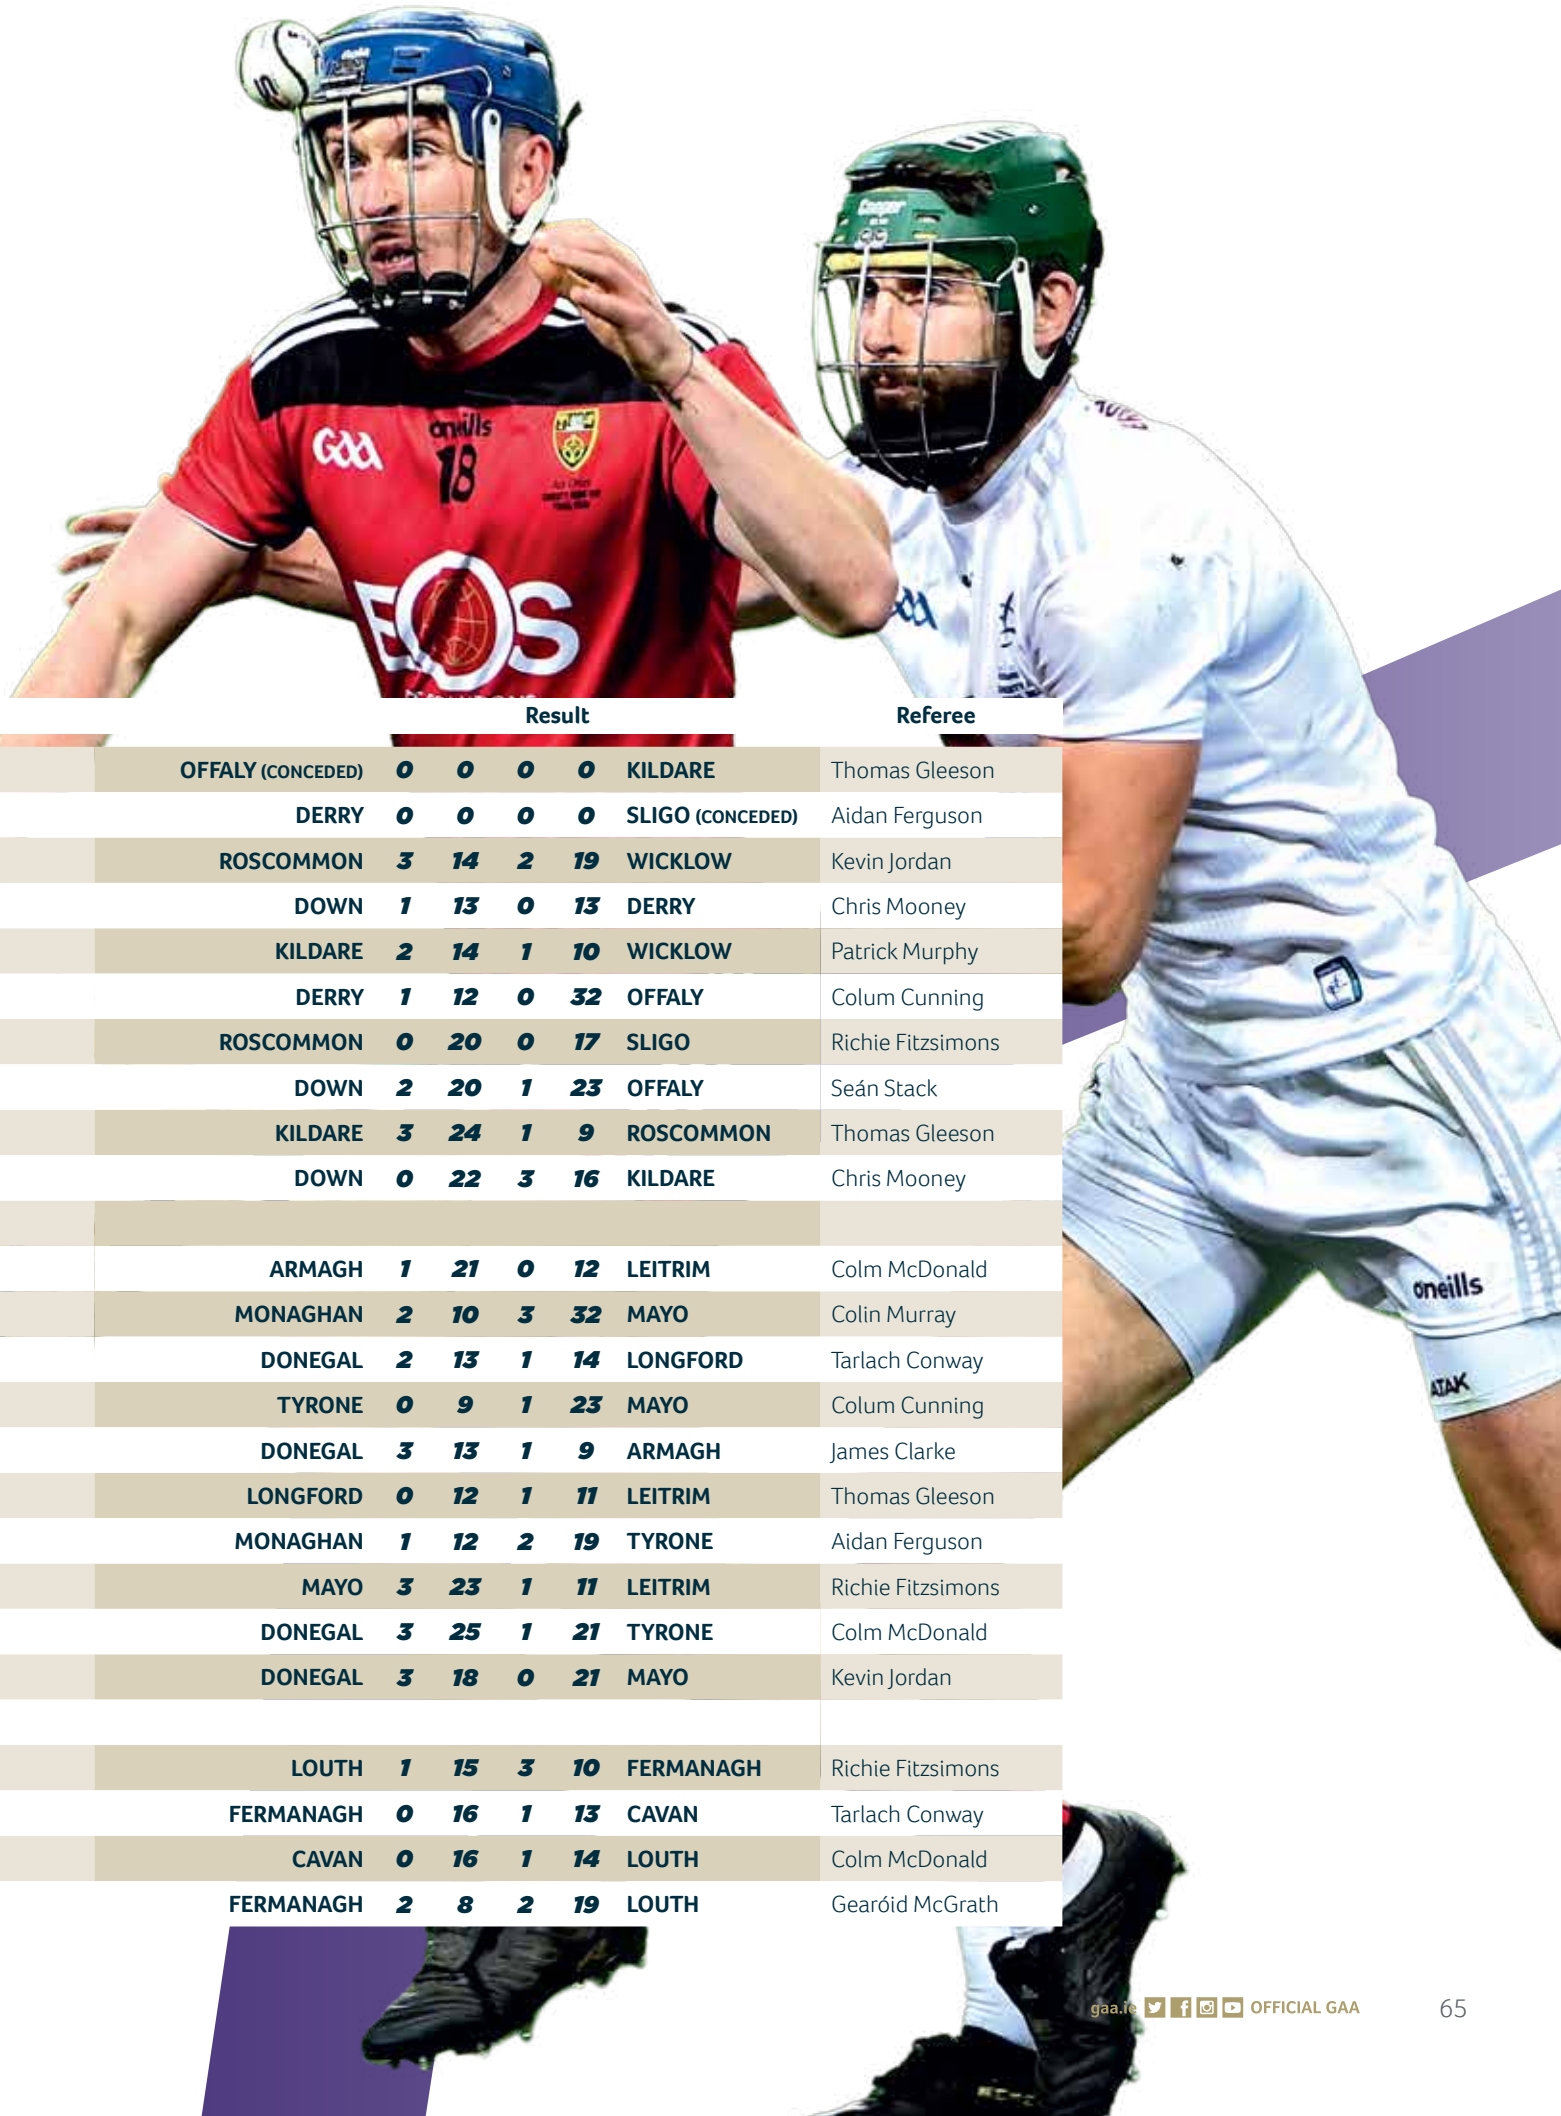 Cooper
CJC
oneills
GAA
18
EOS
Result Referee
OFFALY (CONCEDED) 0 0 0 0 KILDARE Thomas Gleeson
DERRY 0 0 0 0 SLIGO (CONCEDED) Aidan Ferguson
ROSCOMMON 3 14 2 19 WICKLOW Kevin Jordan
DOWN 1 13 0 13 DERRY Chris Mooney
KILDARE 2 14 1 10 WICKLOW Patrick Murphy
DERRY 1 12 0 32 OFFALY Colum Cunning
ROSCOMMON 0 20 0 17 SLIGO Richie Fitzsimons
DOWN 2 20 1 23 OFFALY Seán Stack
KILDARE 3 24 1 9 ROSCOMMON Thomas Gleeson
DOWN 0 22 3 16 KILDARE Chris Mooney
ARMAGH 1 21 0 12 LEITRIM Colm McDonald
oneills
MONAGHAN 2 10 3 32 MAYO Colin Murray
DONEGAL 2 13 1 14 LONGFORD Tarlach Conway
ATAK
TYRONE 0 9 1 23 MAYO Colum Cunning
DONEGAL 3 13 1 9 ARMAGH James Clarke
LONGFORD 0 12 1 11 LEITRIM Thomas Gleeson
MONAGHAN 1 12 2 19 TYRONE Aidan Ferguson
MAYO 3 23 1 11 LEITRIM Richie Fitzsimons
DONEGAL 3 25 1 21 TYRONE Colm McDonald
DONEGAL 3 18 0 21 MAYO Kevin Jordan
LOUTH 1 15 3 10 FERMANAGH Richie Fitzsimons
FERMANAGH 0 16 1 13 CAVAN Tarlach Conway
CAVAN 0 16 1 14 LOUTH Colm McDonald
FERMANAGH 2 8 2 19 LOUTH Gearóid McGrath
gaa.ie OFFICIAL GAA 65